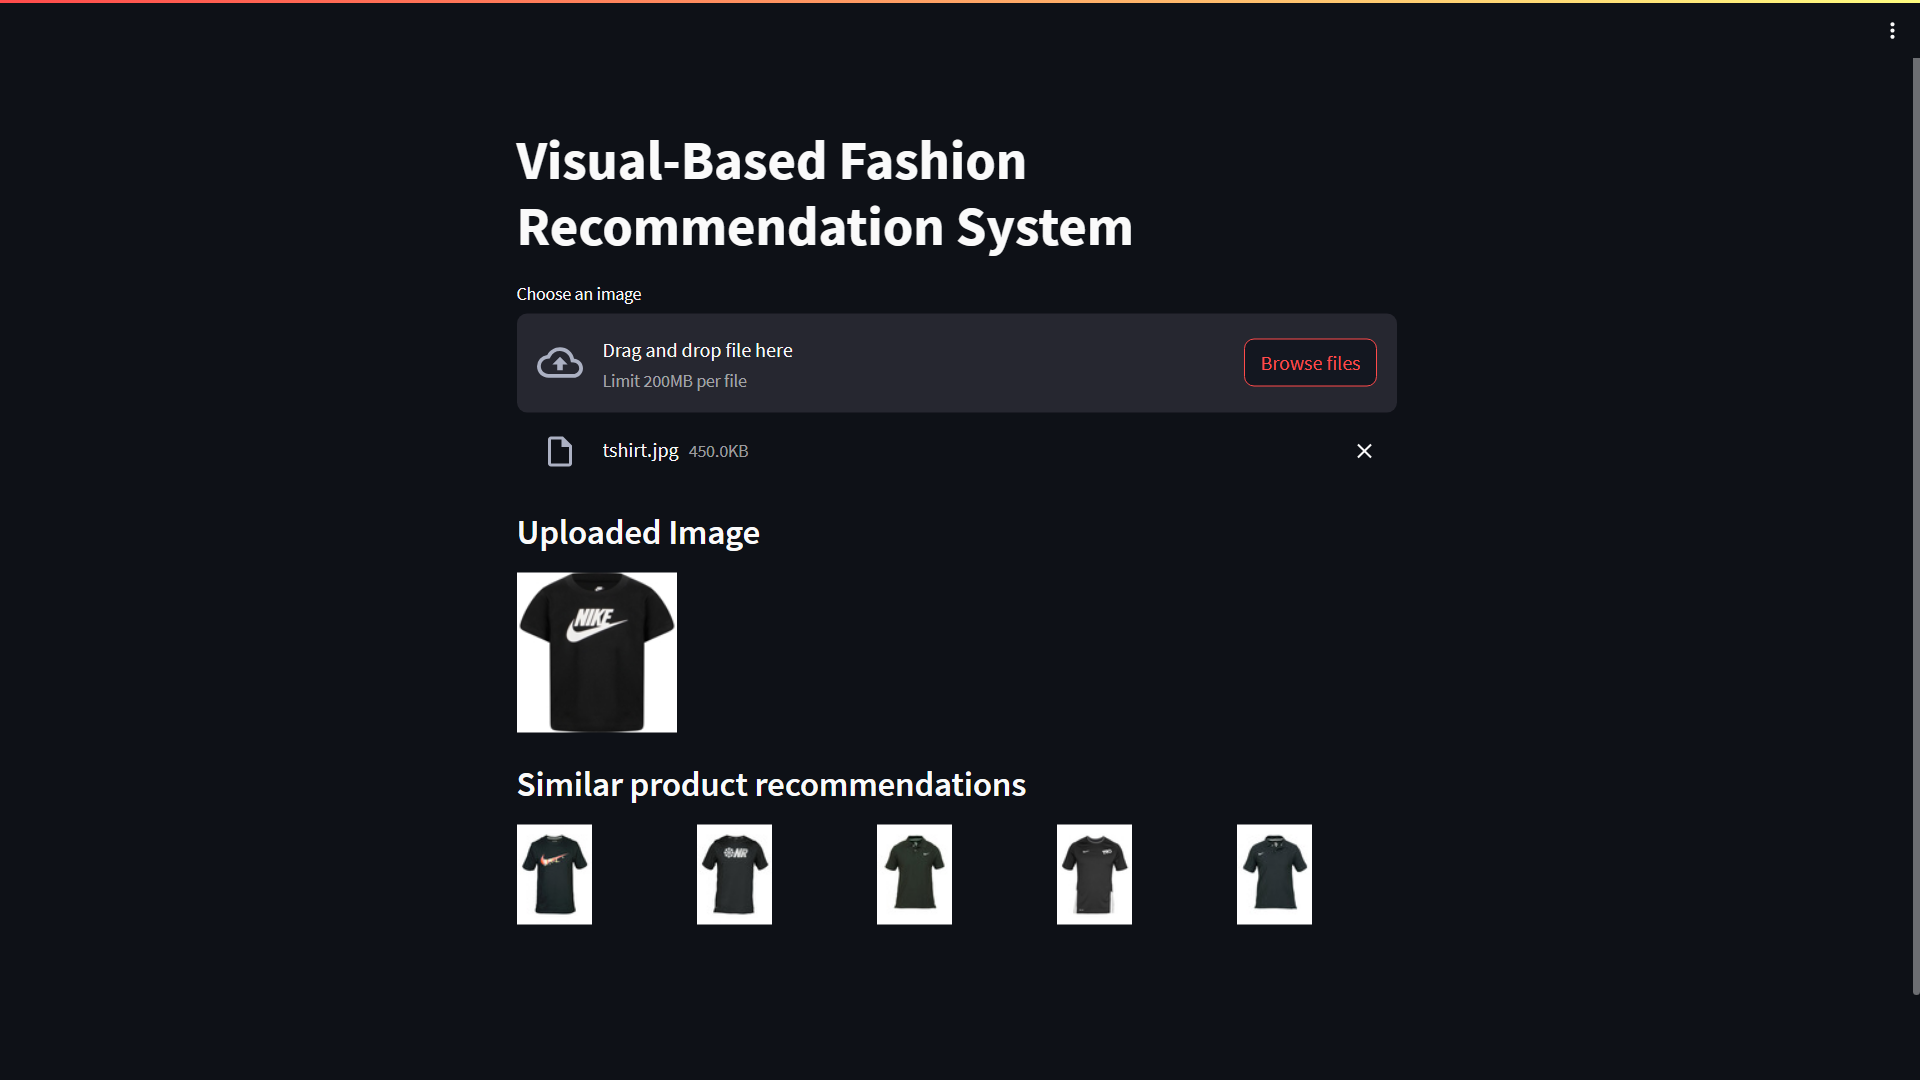 Visual-Based Fashion
Recommendation System
Choose an image
Drag and drop file here
Limit 200MB per file
Browse files
tshirt.jpg 450.0KB
Uploaded Image
NIKE
Similar product recommendations
NR